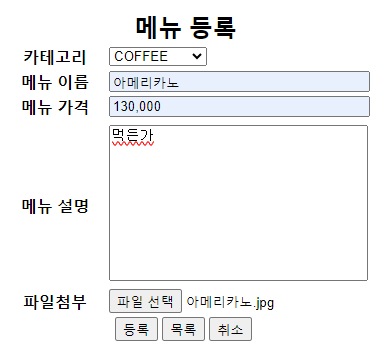 메뉴 등록
카테고리 COFFEE
메뉴 이름 아메리카노
메뉴 가격 130,000
먹든가
메뉴 설명
파일첨부 파일 선택 아메리카노.jpg
등록 목록 취소